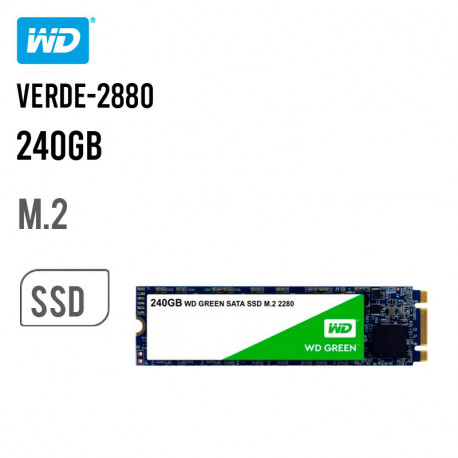 WD
VERDE-2880
240GB
M.2
SSD
240GB WD GREEN SATA SSD M.2 2280
WD
WD GREEN